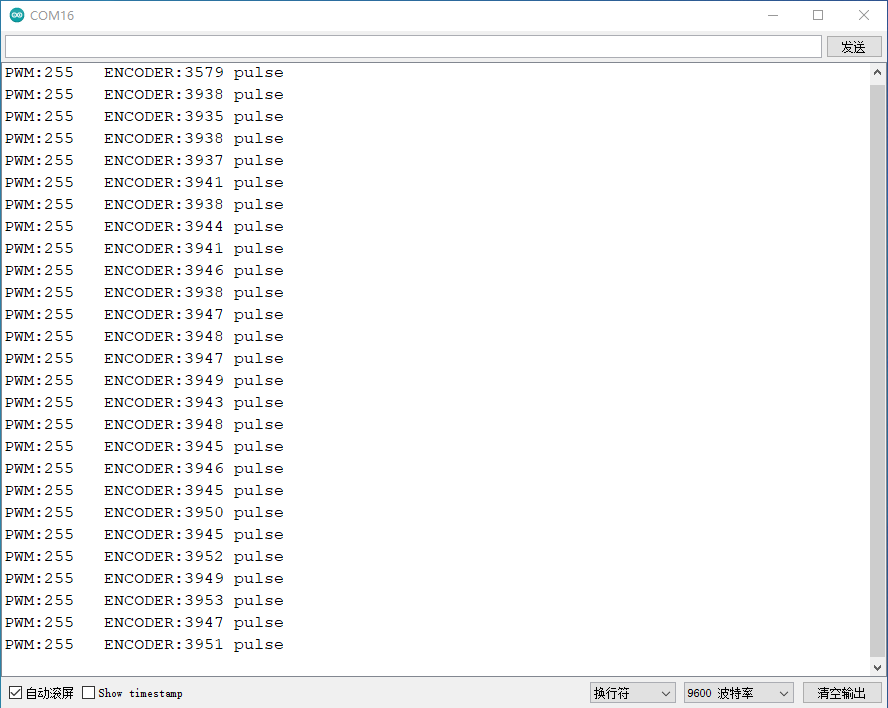 COM16
发送
PWM:255   ENCODER:3579 pulse
PWM:255   ENCODER:3938 pulse
PWM:255   ENCODER:3935 pulse
PWM:255   ENCODER:3938 pulse
PWM:255   ENCODER:3937 pulse
PWM:255   ENCODER:3941 pulse
PWM:255   ENCODER:3938 pulse
PWM:255   ENCODER:3944 pulse
PWM:255   ENCODER:3941 pulse
PWM:255   ENCODER:3946 pulse
PWM:255   ENCODER:3938 pulse
PWM:255   ENCODER:3947 pulse
PWM:255   ENCODER:3948 pulse
PWM:255   ENCODER:3947 pulse
PWM:255   ENCODER:3949 pulse
PWM:255   ENCODER:3943 pulse
PWM:255   ENCODER:3948 pulse
PWM:255   ENCODER:3945 pulse
PWM:255   ENCODER:3946 pulse
PWM:255   ENCODER:3945 pulse
PWM:255   ENCODER:3950 pulse
PWM:255   ENCODER:3945 pulse
PWM:255   ENCODER:3952 pulse
PWM:255   ENCODER:3949 pulse
PWM:255   ENCODER:3953 pulse
PWM:255   ENCODER:3947 pulse
PWM:255   ENCODER:3951 pulse
自动滚屏 Show timestamp 换行符 9600 波特率 清空输出